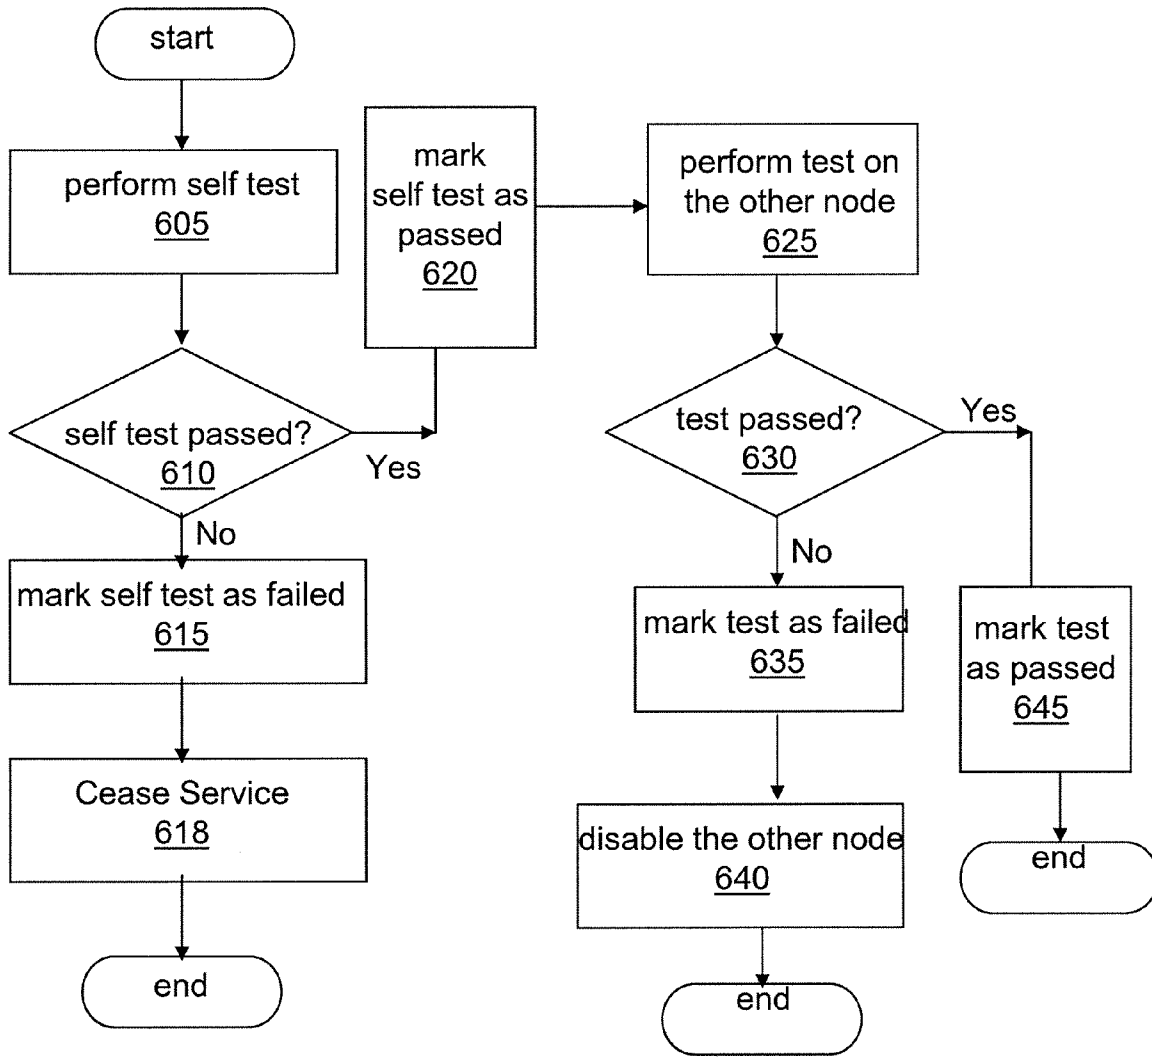 start
perform self test
605
self test passed?
610
Yes
No
mark self test as failed
615
Cease Service
618
end
mark
self test as
passed
620
perform test on
the other node
625
test passed?
630
Yes
No
mark test as failed
635
disable the other node
640
end
mark test
as passed
645
end